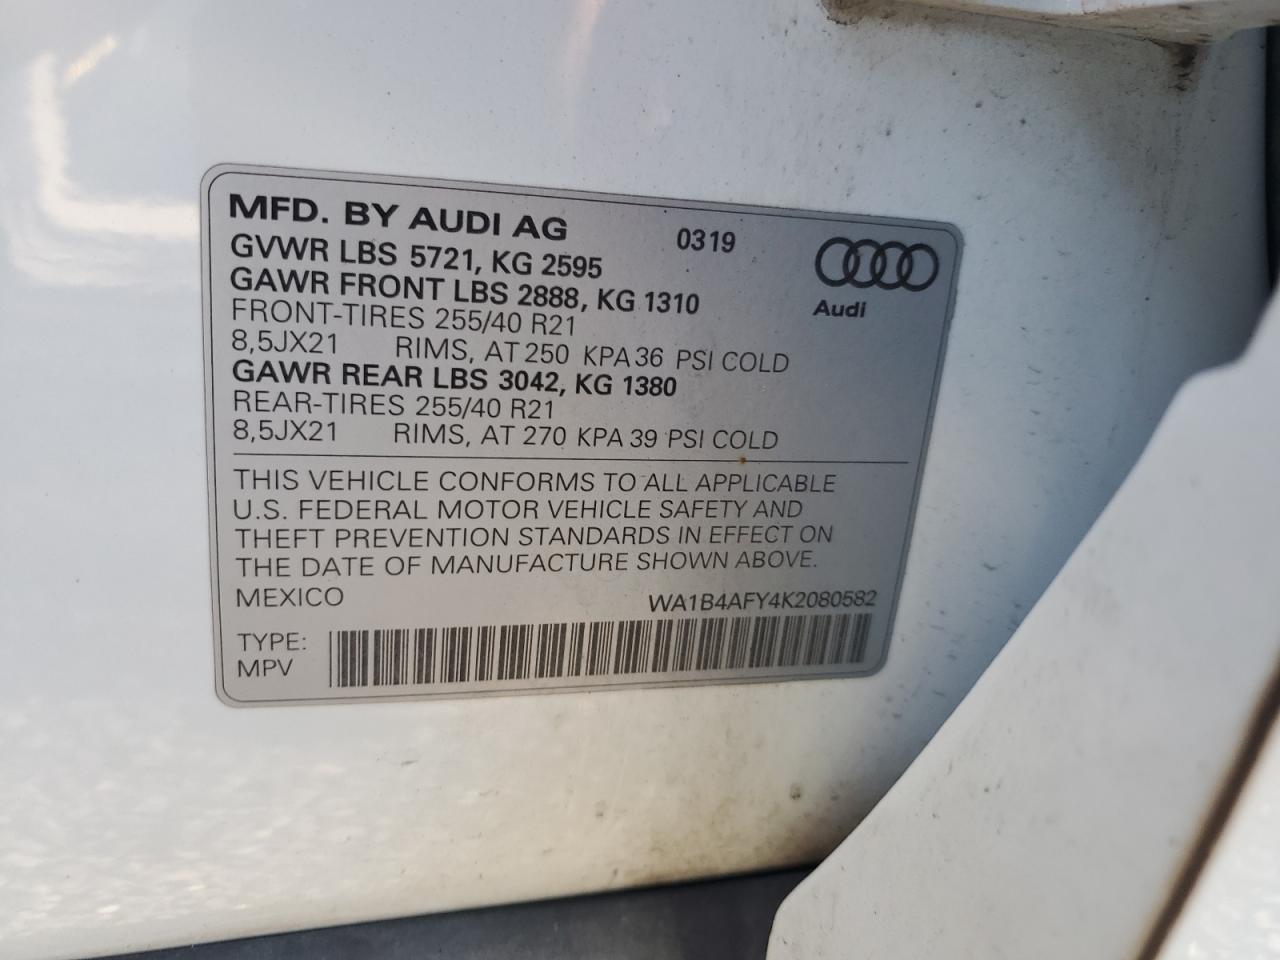 MFD. BY AUDI AG 0319
GVWR LBS 5721, KG 2595
GAWR FRONT LBS 2888, KG 1310
Audi
FRONT-TIRES 255/40 R21
8,5JX21 RIMS, AT 250 KPA 36 PSI COLD
GAWR REAR LBS 3042, KG 1380
REAR-TIRES 255/40 R21
8,5JX21 RIMS, AT 270 KPA 39 PSI COLD
THIS VEHICLE CONFORMS TO ALL APPLICABLE
U.S. FEDERAL MOTOR VEHICLE SAFETY AND
THEFT PREVENTION STANDARDS IN EFFECT ON
THE DATE OF MANUFACTURE SHOWN ABOVE.
MEXICO WA1B4AFY4K2080582
TYPE:
MPV